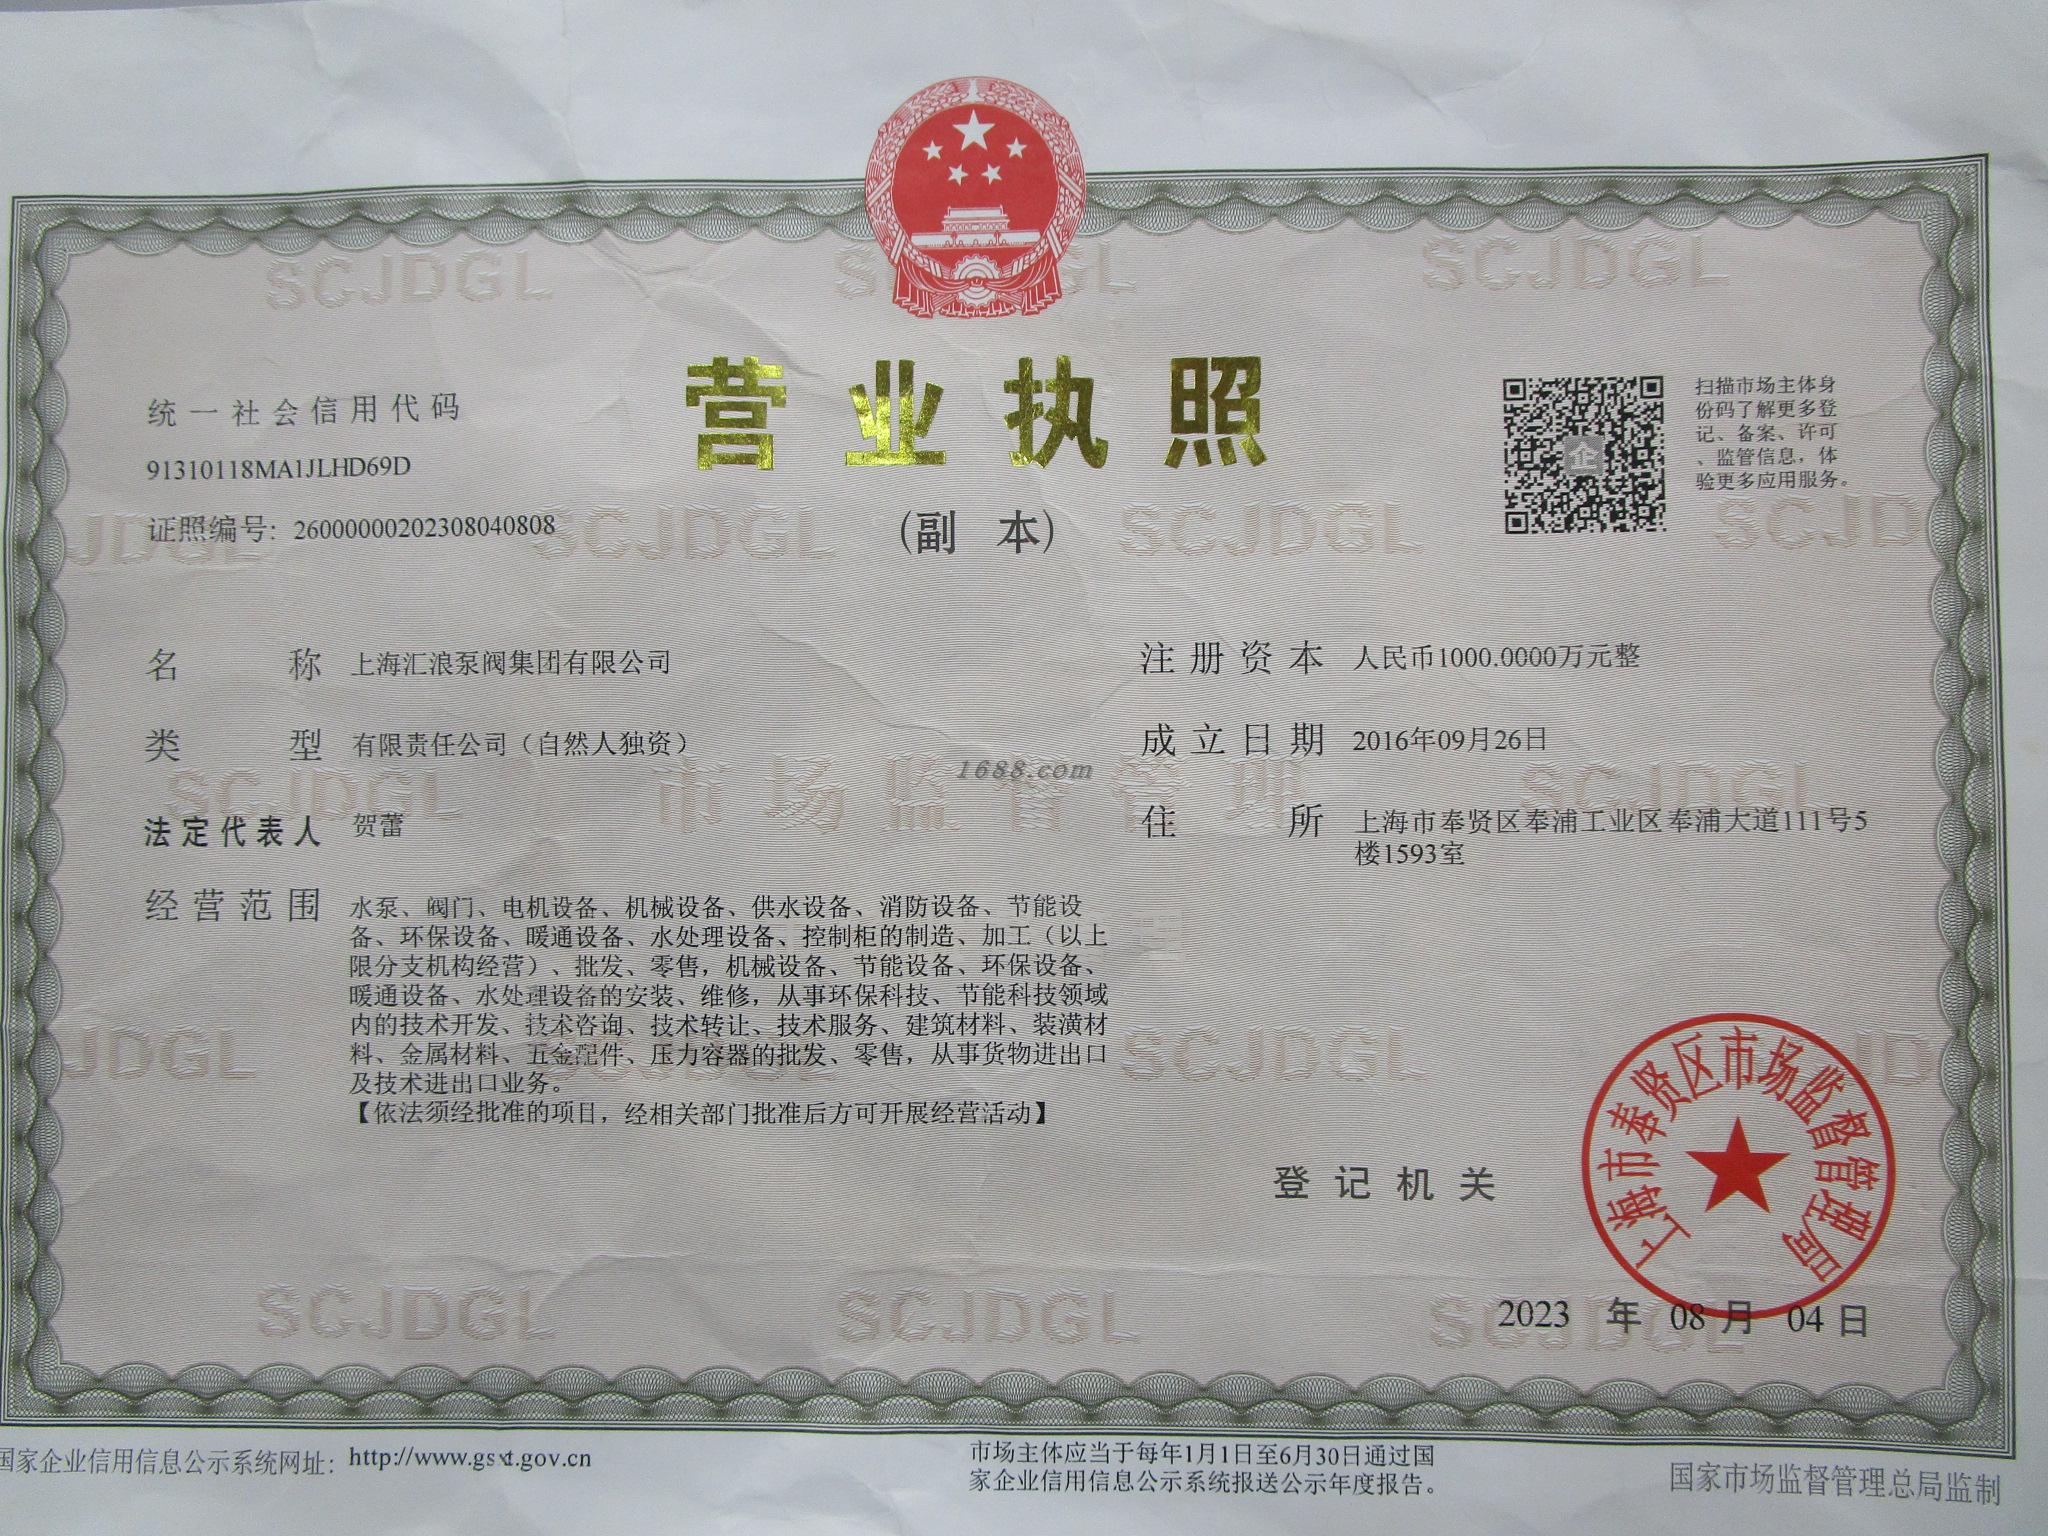 营业执照
(副 本)
统一社会信用代码
91310118MA1JLHD69D
证照编号: 26000000202308040808
扫描市场主体身
份码了解更多登
记、备案、许可
、监管信息，体
验更多应用服务。
企
名称 上海汇浪泵阀集团有限公司
类型 有限责任公司（自然人独资）
法定代表人 贺蕾
经营范围 水泵、阀门、电机设备、机械设备、供水设备、消防设备、节能设
备、环保设备、暖通设备、水处理设备、控制柜的制造、加工（以上
限分支机构经营）、批发、零售，机械设备、节能设备、环保设备、
暖通设备、水处理设备的安装、维修，从事环保科技、节能科技领域
内的技术开发、技术咨询、技术转让、技术服务、建筑材料、装潢材
料、金属材料、五金配件、压力容器的批发、零售，从事货物进出口
及技术进出口业务。
【依法须经批准的项目，经相关部门批准后方可开展经营活动】
注册资本 人民币1000.0000万元整
成立日期 2016年09月26日
住所 上海市奉贤区奉浦工业区奉浦大道111号5
楼1593室
1688.com
SCJDGL
市场监督管理
登记机关
上海市奉贤区市场监督管理局
2023 年 08 月 04 日
国家企业信用信息公示系统网址: http://www.gsxt.gov.cn
市场主体应当于每年1月1日至6月30日通过国
家企业信用信息公示系统报送公示年度报告。
国家市场监督管理总局监制